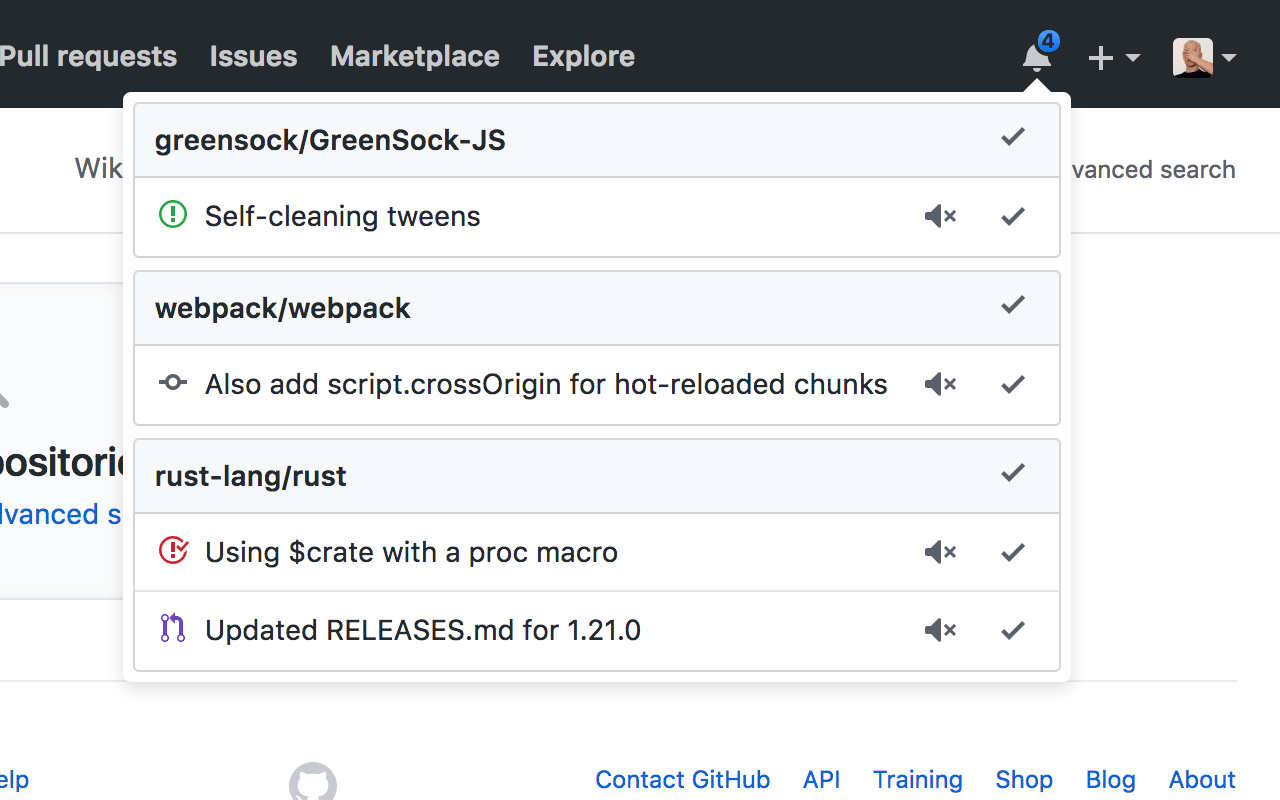 Pull requests Issues Marketplace Explore 4
greensock/GreenSock-JS
Wik vanced search
Self-cleaning tweens
webpack/webpack
Also add script.crossOrigin for hot-reloaded chunks
positorie
rust-lang/rust
dvanced s
Using $crate with a proc macro
Updated RELEASES.md for 1.21.0
elp Contact GitHub API Training Shop Blog About